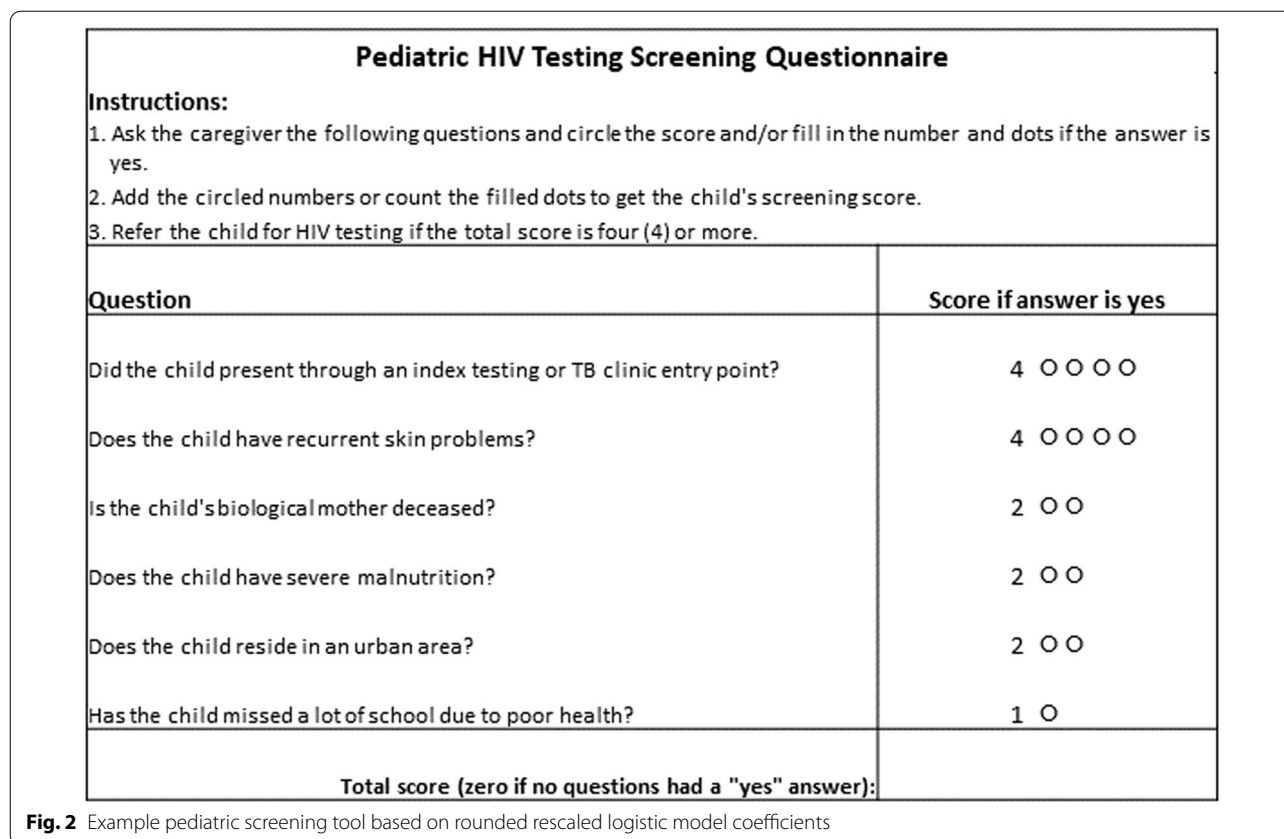 Pediatric HIV Testing Screening Questionnaire
Instructions:
1. Ask the caregiver the following questions and circle the score and/or fill in the number and dots if the answer is
yes.
2. Add the circled numbers or count the filled dots to get the child's screening score.
3. Refer the child for HIV testing if the total score is four (4) or more.
Question Score if answer is yes
Did the child present through an index testing or TB clinic entry point? 4 O O O O
Does the child have recurrent skin problems? 4 O O O O
Is the child's biological mother deceased? 2 O O
Does the child have severe malnutrition? 2 O O
Does the child reside in an urban area? 2 O O
Has the child missed a lot of school due to poor health? 1 O
Total score (zero if no questions had a "yes" answer):
Fig. 2 Example pediatric screening tool based on rounded rescaled logistic model coefficients